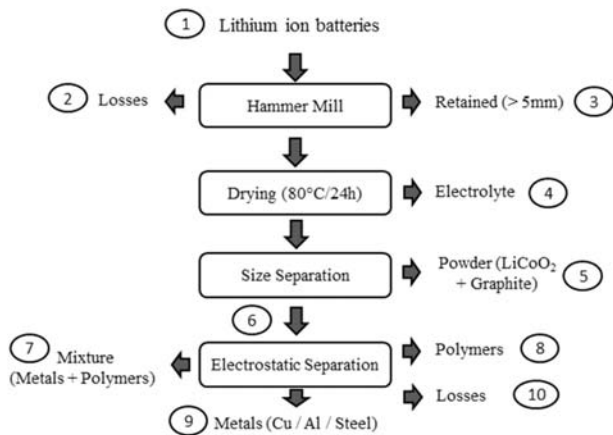 1 Lithium ion batteries
2 Losses
Hammer Mill
Retained (> 5mm) 3
Drying (80°C/24h)
Electrolyte 4
Size Separation
Powder (LiCoO₂
+ Graphite) 5
6
7 Mixture
(Metals + Polymers)
Electrostatic Separation
Polymers 8
Losses 10
9 Metals (Cu / Al / Steel)